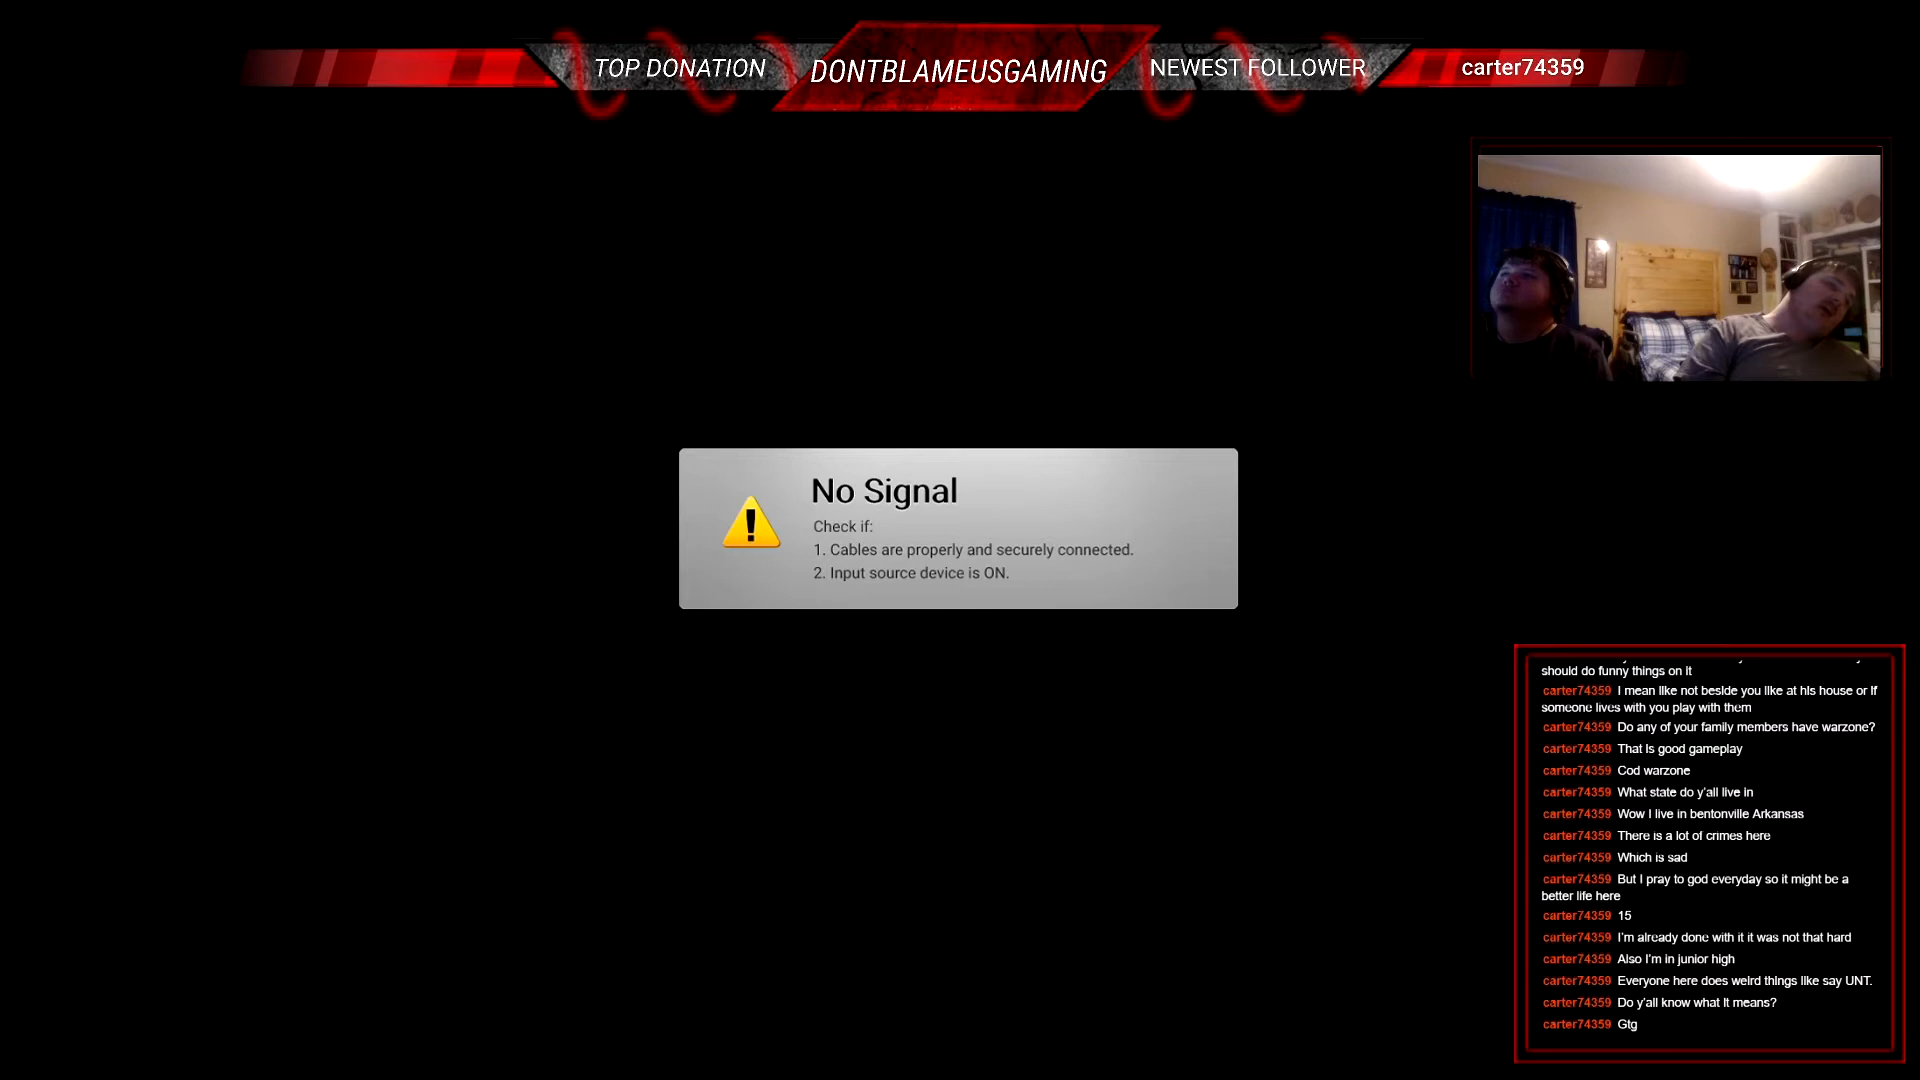 TOP DONATION
DONTBLAMEUSGAMING
NEWEST FOLLOWER
carter74359
No Signal
Check if:
1. Cables are properly and securely connected.
2. Input source device is ON.
should do funny things on it
carter74359 I mean like not beside you like at his house or if
someone lives with you play with them
carter74359 Do any of your family members have warzone?
carter74359 That is good gameplay
carter74359 Cod warzone
carter74359 What state do y'all live in
carter74359 Wow I live in bentonville Arkansas
carter74359 There is a lot of crimes here
carter74359 Which is sad
carter74359 But I pray to god everyday so it might be a
better life here
carter74359 15
carter74359 I'm already done with it it was not that hard
carter74359 Also I'm in junior high
carter74359 Everyone here does weird things like say UNT.
carter74359 Do y'all know what it means?
carter74359 Gtg